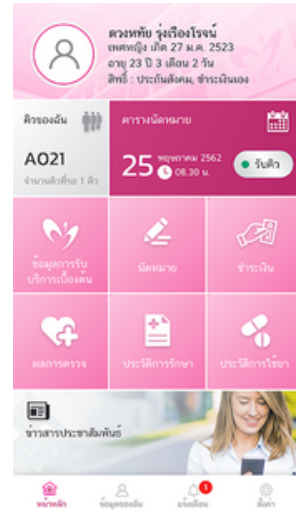 ดวงหทัย รุ่งเรืองโรจน์
เพศหญิง เกิด 27 ม.ค. 2523
อายุ 23 ปี 3 เดือน 2 วัน
สิทธิ์ : ประกันสังคม, ชำระเงินเอง
คิวของฉัน
A021
จำนวนคิวที่รอ 1 คิว
ตารางนัดหมาย
25 พฤษภาคม 2562
08.30 น.
รับคิว
ข้อมูลการรับ
บริการเบื้องต้น
นัดหมาย
ชำระเงิน
ผลการตรวจ
ประวัติการรักษา
ประวัติการใช้ยา
ข่าวสารประชาสัมพันธ์
1
หน้าหลัก
ข้อมูลของฉัน
แจ้งเตือน
ตั้งค่า